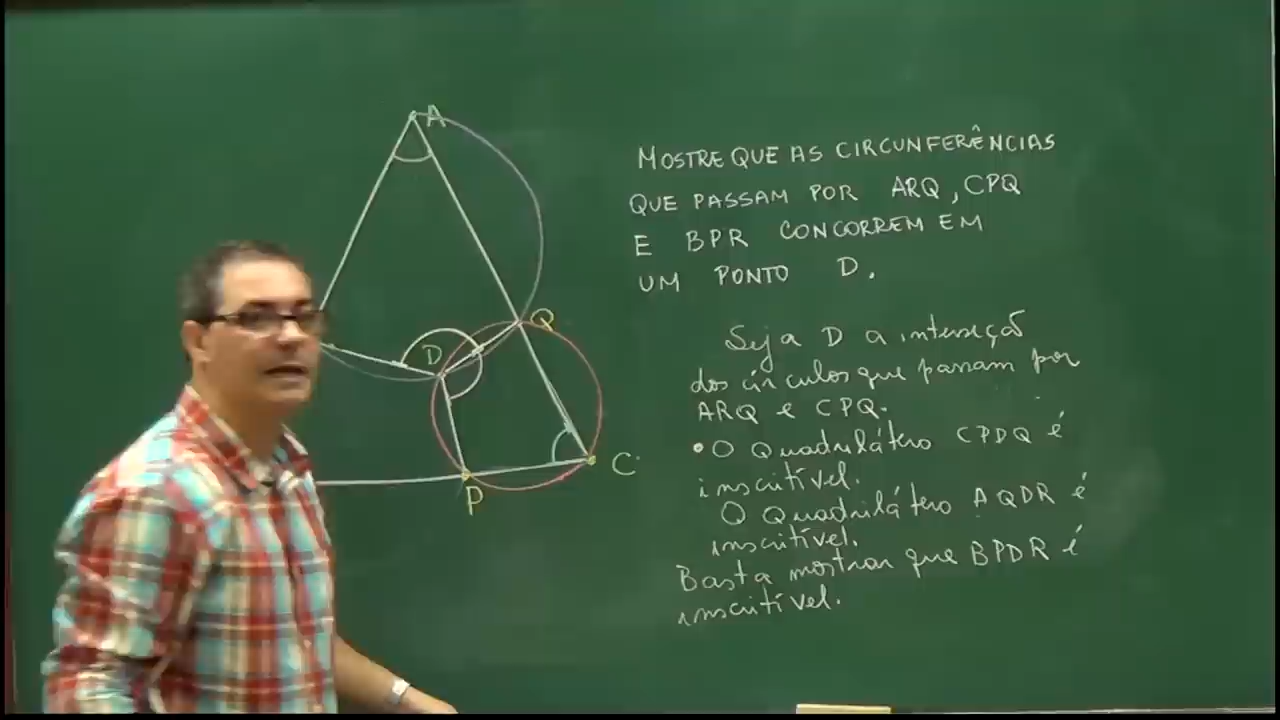 A
MOSTRE QUE AS CIRCUNFERÊNCIAS
QUE PASSAM POR ARQ, CPQ
E BPR CONCORREM EM
UM PONTO D.
Q
D
Seja D a interseção
dos círculos que passam por
ARQ e CPQ.
• O Quadrilátero CPDQ é
inscritível.
C
P
O Quadrilátero AQDR é
inscritível.
Basta mostrar que BPDR é
inscritível.